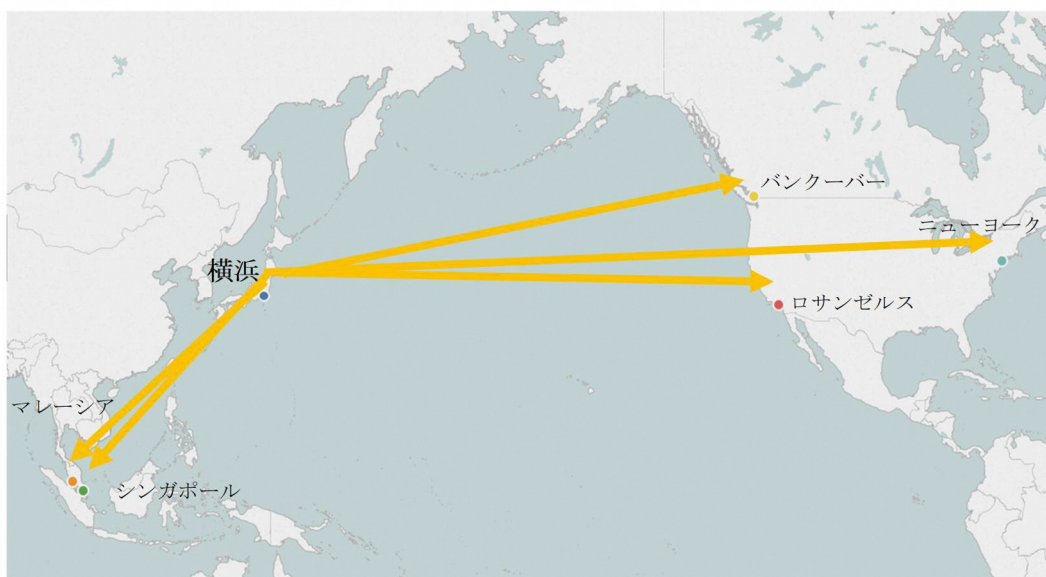 バンクーバー
ニューヨーク
横浜
ロサンゼルス
マレーシア
シンガポール